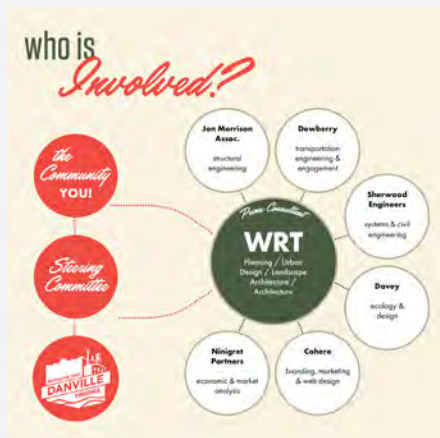 who is
Involved?
the
Community
YOU!
Steering
Committee
DANVILLE
VIRGINIA
Jon Morrison
Assoc.
structural
engineering
Dewberry
transportation
engineering &
engagement
Sherwood
Engineers
systems & civil
engineering
Prime Consultant
WRT
Planning / Urban
Design / Landscape
Architecture /
Architecture
Davey
ecology &
design
Cohere
branding, marketing
& web design
Ninigret
Partners
economic & market
analysis